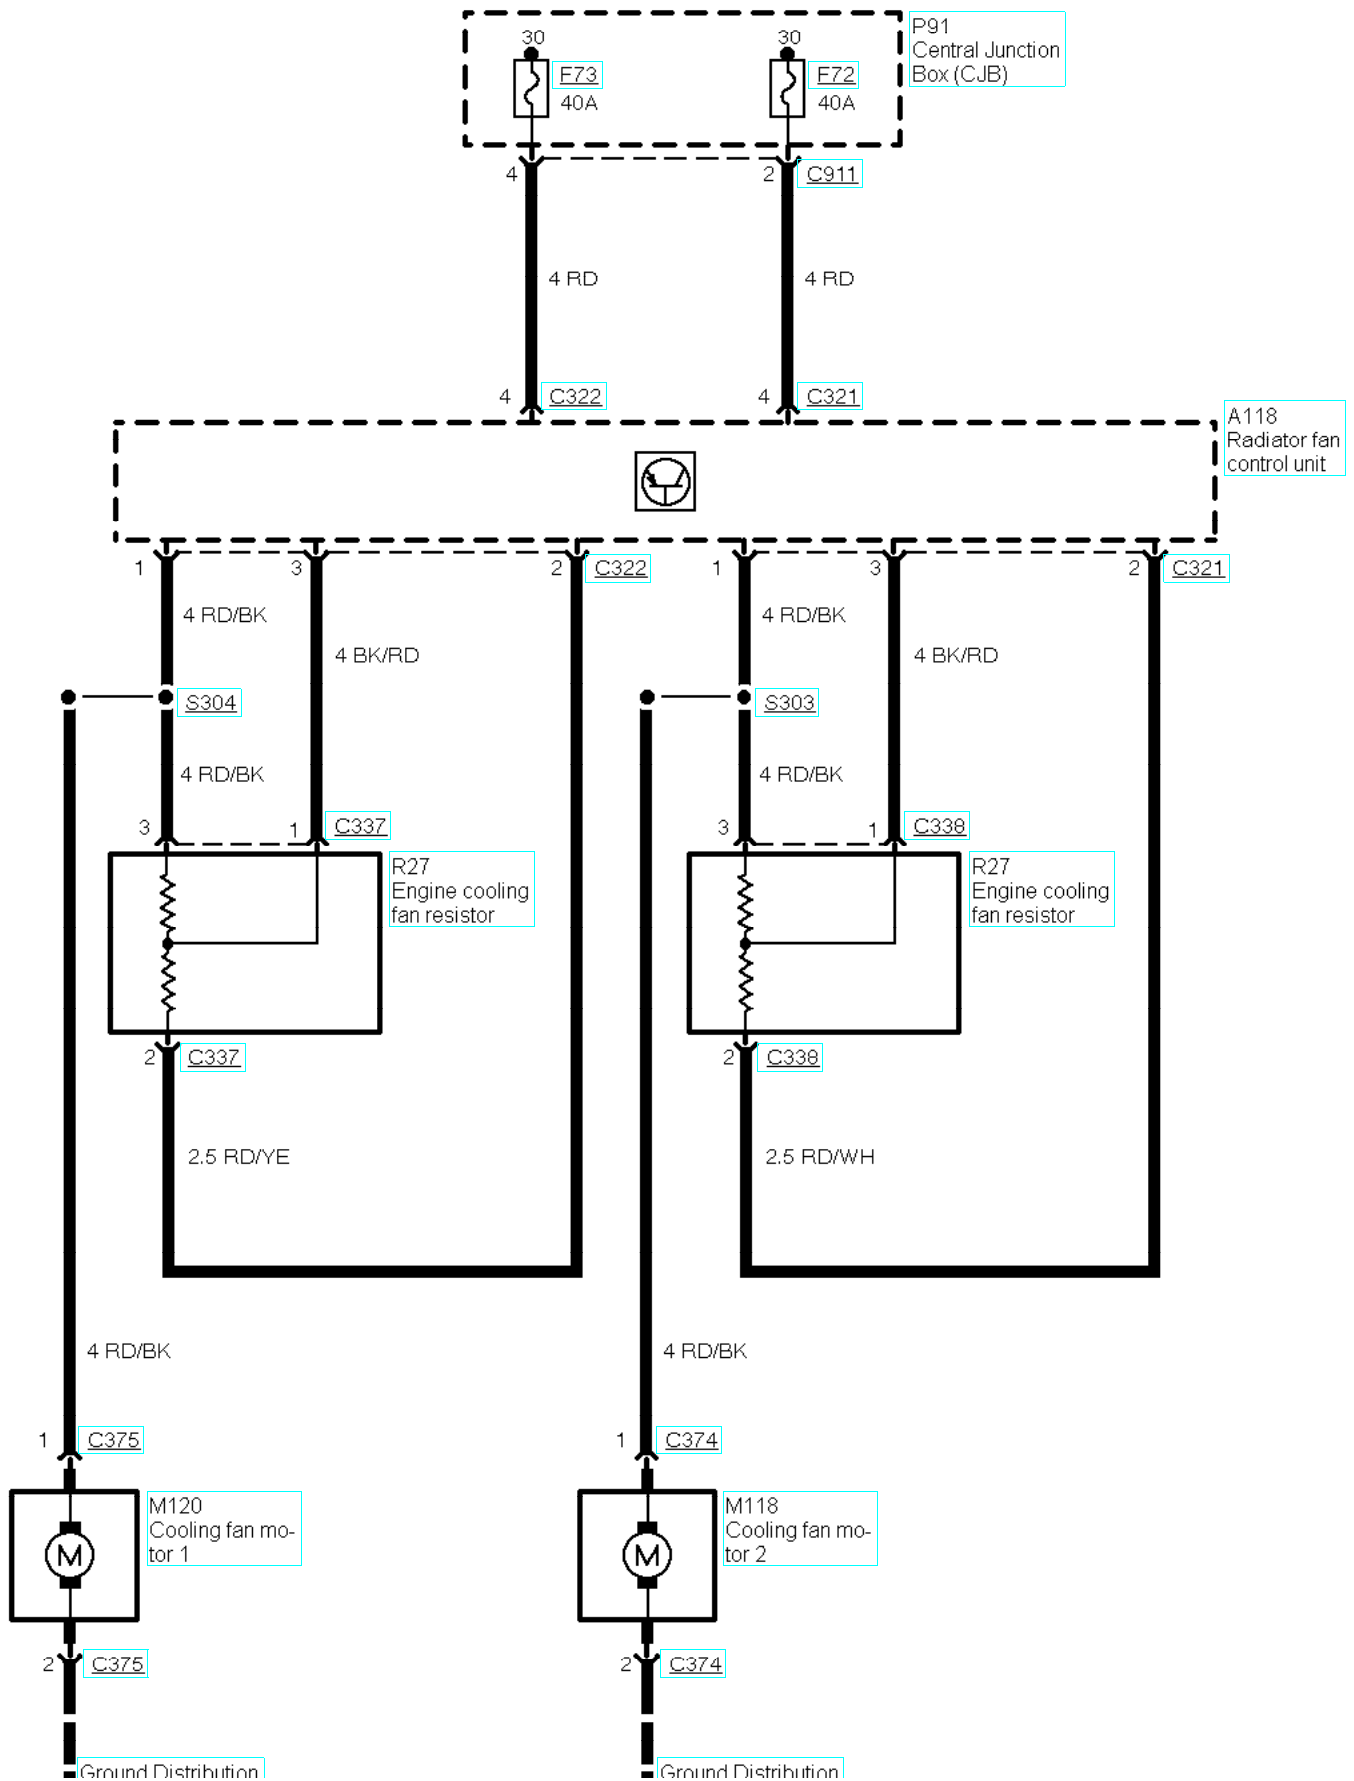 P91
Central Junction
Box (CJB)
30
30
F73
F72
40A
40A
4
2
C911
4 RD
4 RD
4
C322
4
C321
A118
Radiator fan
control unit
1
3
2
C322
1
3
2
C321
4 RD/BK
4 RD/BK
4 BK/RD
4 BK/RD
S304
S303
4 RD/BK
4 RD/BK
3
1
C337
3
1
C338
R27
Engine cooling
fan resistor
R27
Engine cooling
fan resistor
2
C337
2
C338
2.5 RD/YE
2.5 RD/WH
4 RD/BK
4 RD/BK
1
C375
1
C374
M120
Cooling fan mo-
tor 1
M118
Cooling fan mo-
tor 2
M
M
2
C375
2
C374
Ground Distribution
Ground Distribution